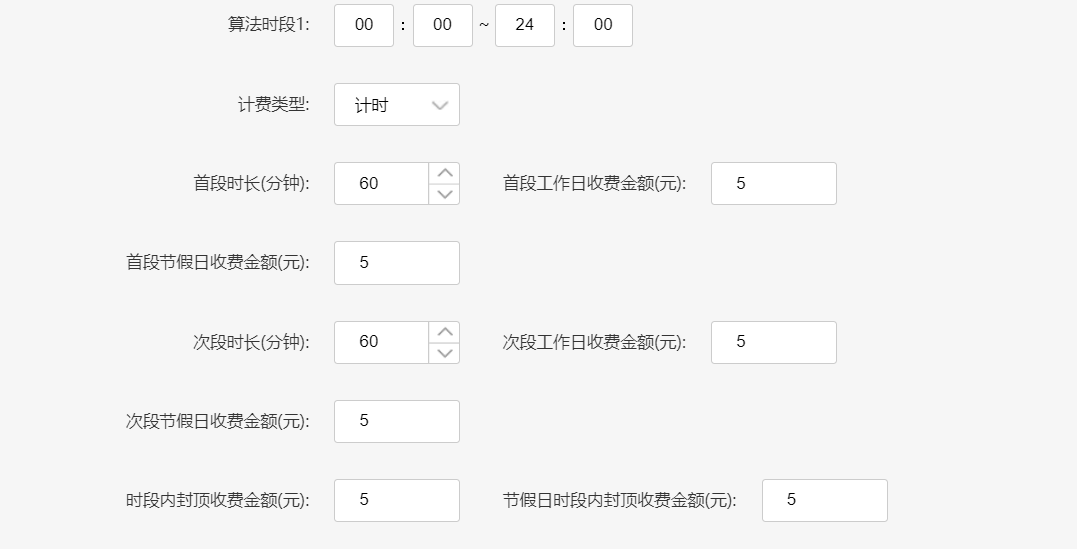 算法时段1: 00 : 00 ~ 24 : 00
计费类型: 计时
首段时长(分钟): 60 首段工作日收费金额(元): 5
首段节假日收费金额(元): 5
次段时长(分钟): 60 次段工作日收费金额(元): 5
次段节假日收费金额(元): 5
时段内封顶收费金额(元): 5 节假日时段内封顶收费金额(元): 5